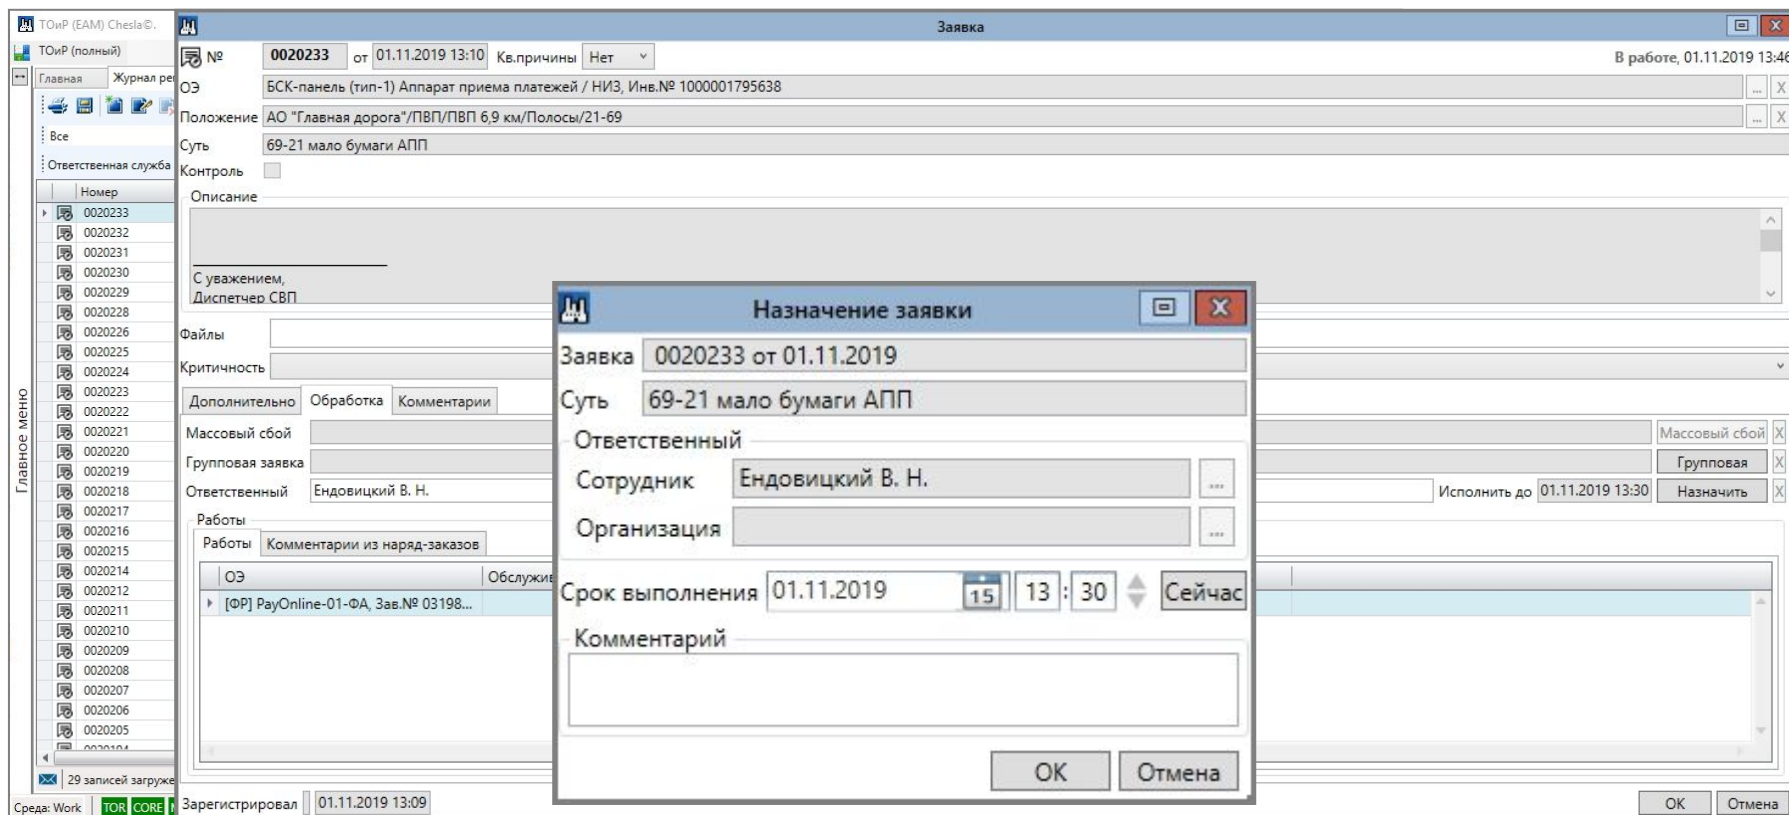 ТОиР (EAM) Chesla©.
Заявка
ТОиР (полный)
№ 0020233 от 01.11.2019 13:10 Кв.причины Нет
В работе, 01.11.2019 13:46
Главная Журнал
ОЭ БСК-панель (тип-1) Аппарат приема платежей / НИЗ, Инв.№ 1000001795638 ... X
Положение АО "Главная дорога"/ПВП/ПВП 6,9 км/Полосы/21-69 ... X
Все
Суть 69-21 мало бумаги АПП
Ответственная служба
Контроль
Номер
Описание
С уважением,
Диспетчер СВП
Файлы
Критичность
Дополнительно Обработка Комментарии
Массовый сбой Массовый сбой X
Групповая заявка Групповая X
Ответственный Ендовицкий В. Н. Исполнить до 01.11.2019 13:30 Назначить X
Работы
Работы Комментарии из наряд-заказов
ОЭ
[ФР] PayOnline-01-ФА, Зав.№ 03198...
Зарегистрировал 01.11.2019 13:09
OK Отмена
Главное меню
0020233
0020232
0020231
0020230
0020229
0020228
0020226
0020225
0020224
0020223
0020222
0020221
0020220
0020219
0020218
0020217
0020216
0020215
0020214
0020212
0020211
0020210
0020209
0020208
0020207
0020206
0020205
29 записей
Среда: Work TOR CORE
Назначение заявки
Заявка 0020233 от 01.11.2019
Суть 69-21 мало бумаги АПП
Ответственный
Сотрудник Ендовицкий В. Н. ...
Организация ...
Срок выполнения 01.11.2019 15 13 : 30 Сейчас
Комментарий
OK Отмена